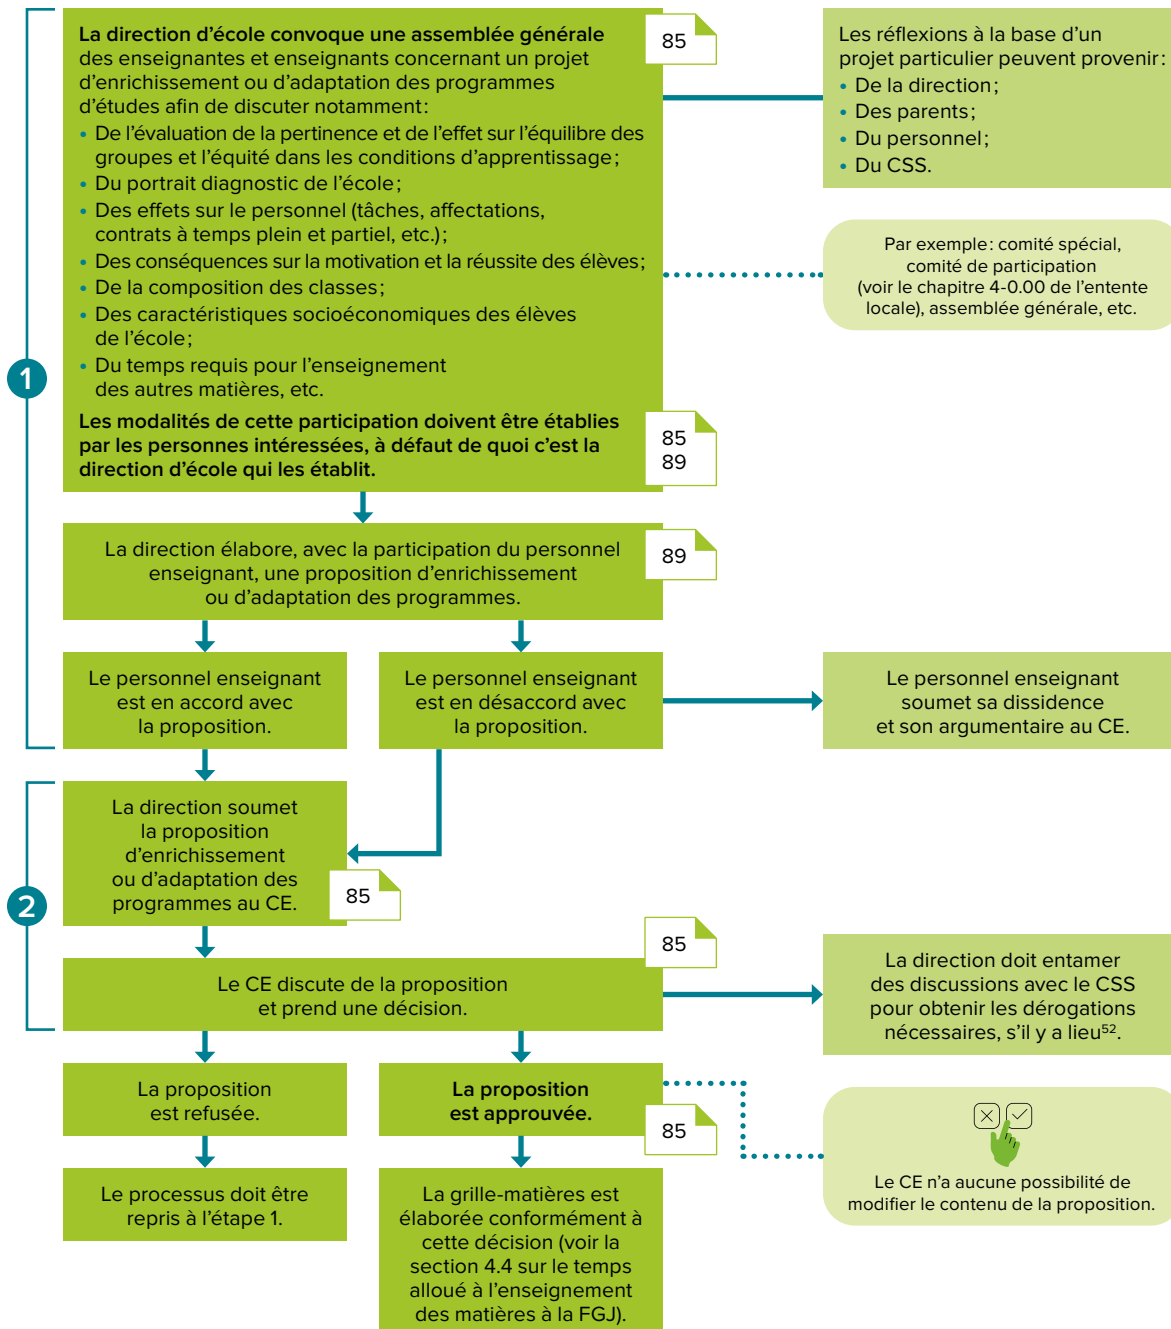 La direction d'école convoque une assemblée générale
des enseignantes et enseignants concernant un projet
d'enrichissement ou d'adaptation des programmes
d'études afin de discuter notamment :
• De l'évaluation de la pertinence et de l'effet sur l'équilibre des
groupes et l'équité dans les conditions d'apprentissage ;
• Du portrait diagnostic de l'école ;
• Des effets sur le personnel (tâches, affectations,
contrats à temps plein et partiel, etc.) ;
• Des conséquences sur la motivation et la réussite des élèves ;
• De la composition des classes ;
• Des caractéristiques socioéconomiques des élèves
de l'école ;
• Du temps requis pour l'enseignement
des autres matières, etc.
Les modalités de cette participation doivent être établies
par les personnes intéressées, à défaut de quoi c'est la
direction d'école qui les établit.
85
85
89
Les réflexions à la base d'un
projet particulier peuvent provenir :
• De la direction ;
• Des parents ;
• Du personnel ;
• Du CSS.
Par exemple : comité spécial,
comité de participation
(voir le chapitre 4-0.00 de l'entente
locale), assemblée générale, etc.
1
La direction élabore, avec la participation du personnel
enseignant, une proposition d'enrichissement
ou d'adaptation des programmes.
89
Le personnel enseignant
est en accord avec
la proposition.
Le personnel enseignant
est en désaccord avec
la proposition.
Le personnel enseignant
soumet sa dissidence
et son argumentaire au CE.
2
La direction soumet
la proposition
d'enrichissement
ou d'adaptation des
programmes au CE.
85
Le CE discute de la proposition
et prend une décision.
85
La direction doit entamer
des discussions avec le CSS
pour obtenir les dérogations
nécessaires, s'il y a lieu⁵².
La proposition
est refusée.
La proposition
est approuvée.
85
Le CE n'a aucune possibilité de
modifier le contenu de la proposition.
Le processus doit être
repris à l'étape 1.
La grille-matières est
élaborée conformément à
cette décision (voir la
section 4.4 sur le temps
alloué à l'enseignement
des matières à la FGJ).